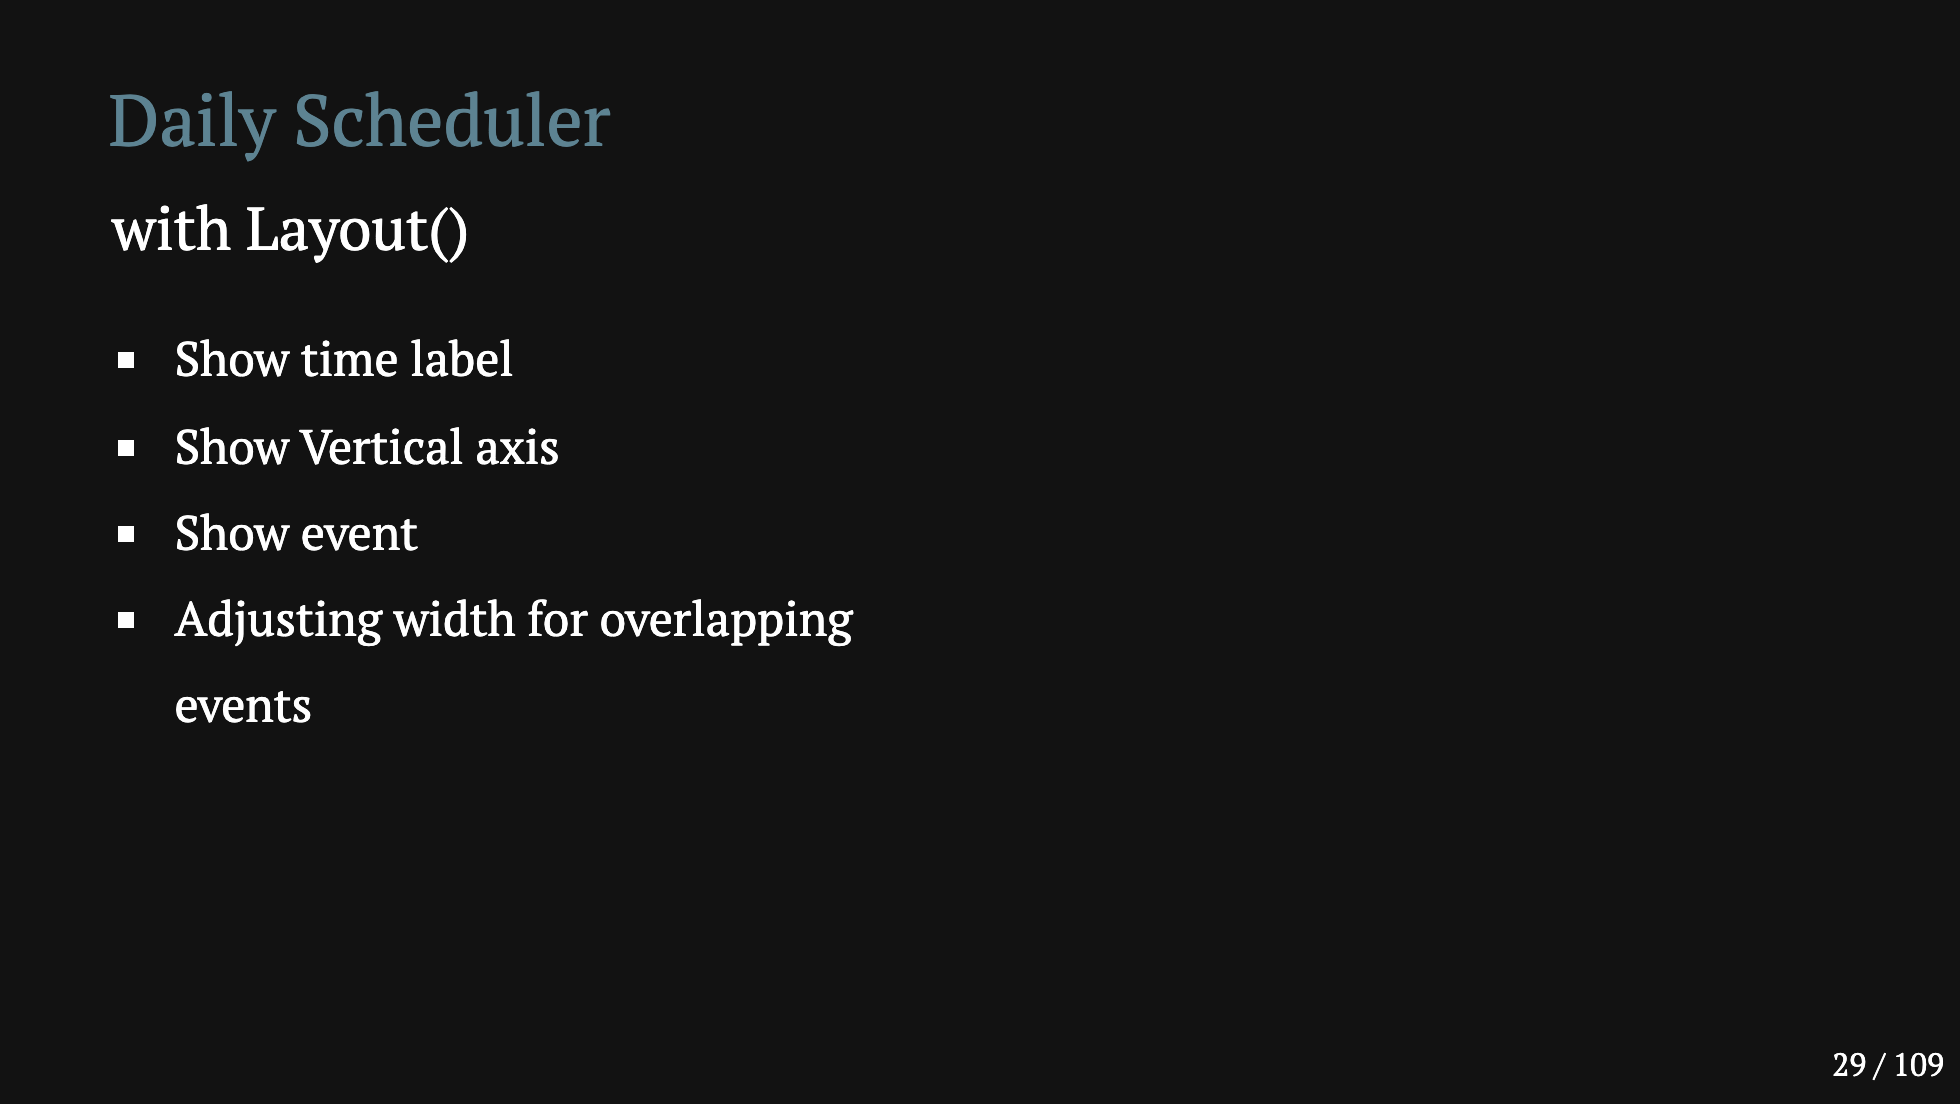 Daily Scheduler
with Layout()
▪ Show time label
▪ Show Vertical axis
▪ Show event
▪ Adjusting width for overlapping
events
29 / 109